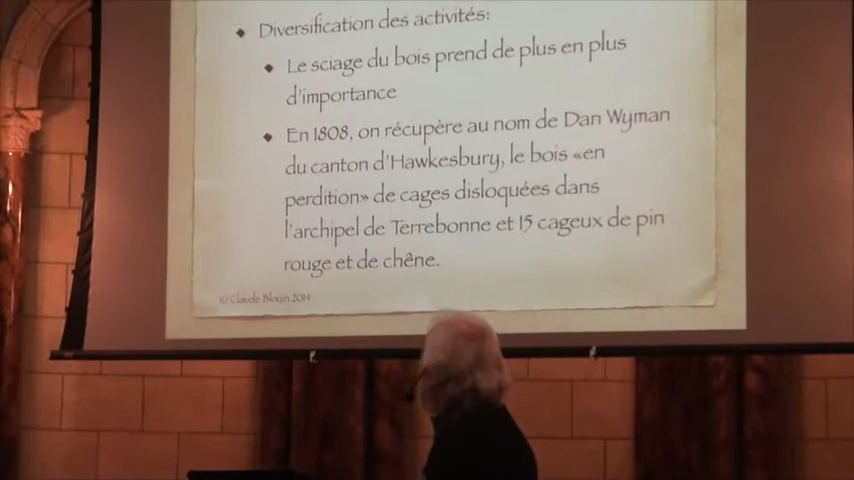 ◆ Diversification des activités:
◆ Le sciage du bois prend de plus en plus
d'importance
◆ En 1808, on récupère au nom de Dan Wyman
du canton d'Hawkesbury, le bois «en
perdition» de cages disloquées dans
l'archipel de Terrebonne et 15 cageux de pin
rouge et de chêne.
© Claude Blouin 2014